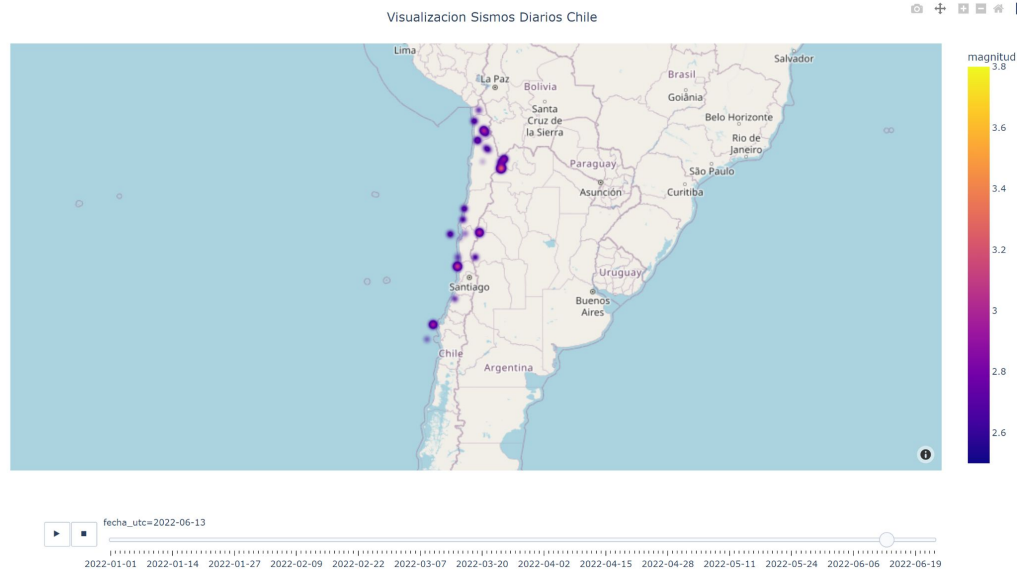 Visualizacion Sismos Diarios Chile
magnitud
3.8
3.6
3.4
3.2
3
2.8
2.6
Lima
La Paz
Bolivia
Santa
Cruz de
la Sierra
Brasil
Goiânia
Salvador
Belo Horizonte
Rio de
Janeiro
São Paulo
Paraguay
Asunción
Curitiba
Uruguay
Santiago
Buenos
Aires
Chile
Argentina
fecha_utc=2022-06-13
2022-01-01 2022-01-14 2022-01-27 2022-02-09 2022-02-22 2022-03-07 2022-03-20 2022-04-02 2022-04-15 2022-04-28 2022-05-11 2022-05-24 2022-06-06 2022-06-19